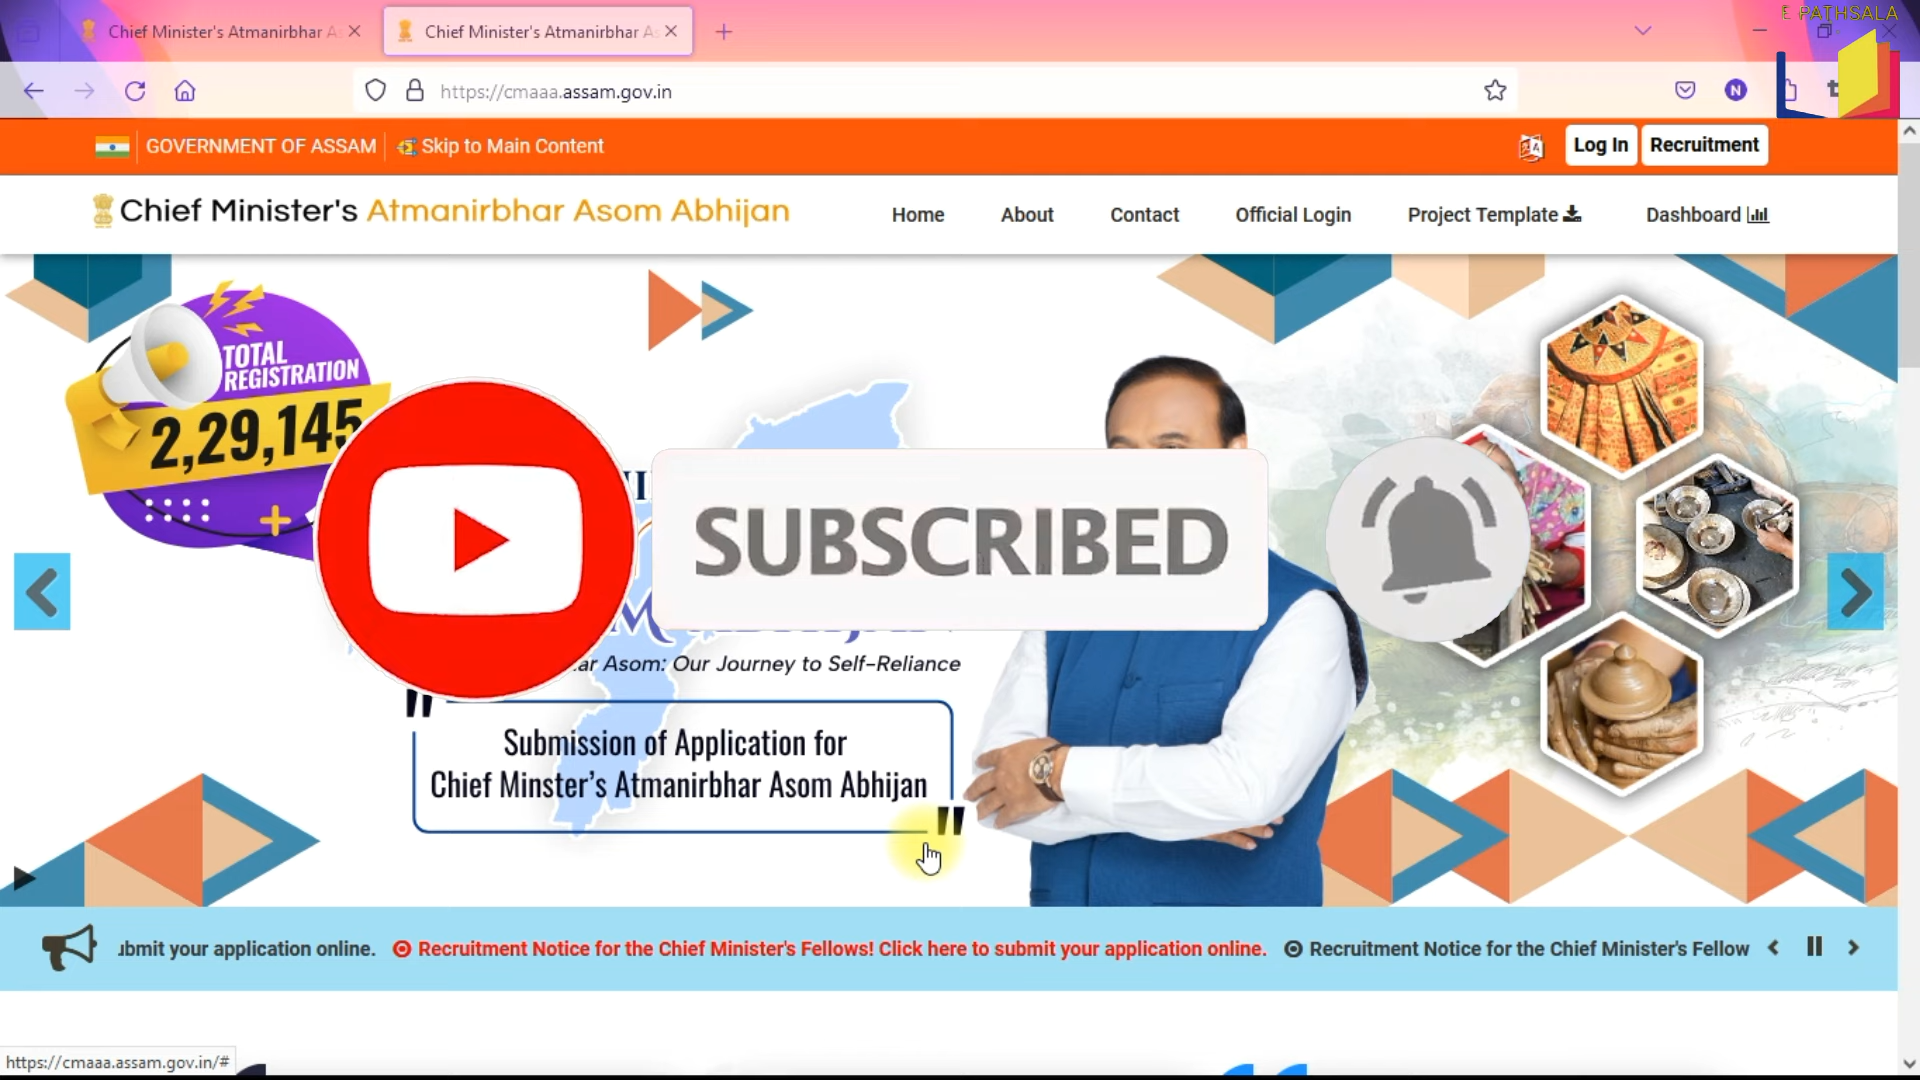 E PATHSALA
Chief Minister's Atmanirbhar A
Chief Minister's Atmanirbhar As
https://cmaaa.assam.gov.in
N
GOVERNMENT OF ASSAM
Skip to Main Content
Log In
Recruitment
Chief Minister's Atmanirbhar Asom Abhijan
Home
About
Contact
Official Login
Project Template
Dashboard
TOTAL
REGISTRATION
2,29,145
SUBSCRIBED
ar Asom: Our Journey to Self-Reliance
"
Submission of Application for
Chief Minster's Atmanirbhar Asom Abhijan
"
ubmit your application online.
Recruitment Notice for the Chief Minister's Fellows! Click here to submit your application online.
Recruitment Notice for the Chief Minister's Fellow
https://cmaaa.assam.gov.in/#